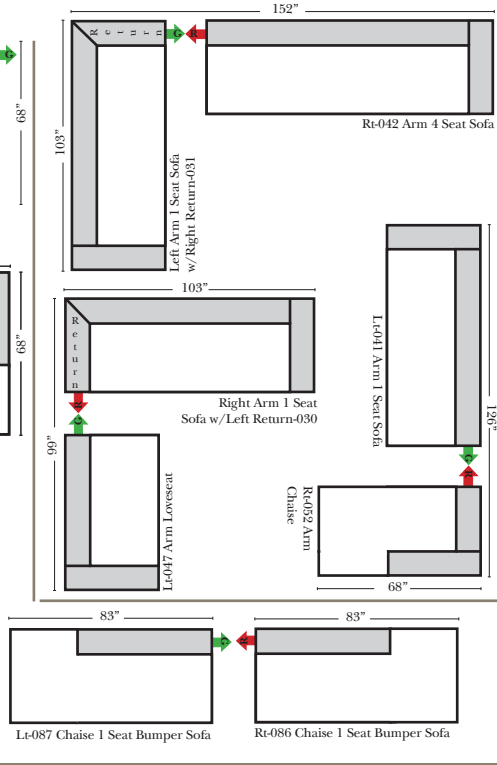 152”
Return
G
R
G
68”
103”
Rt-042 Arm 4 Seat Sofa
Left Arm 1 Seat Sofa
w/Right Return-031
103”
Return
68”
99”
Right Arm 1 Seat
Sofa w/Left Return-030
R
G
Lt-041 Arm 1 Seat Sofa
126”
G
R
Lt-047 Arm Loveseat
Rt-052 Arm
Chaise
68”
83”
83”
G
R
Lt-087 Chaise 1 Seat Bumper Sofa
Rt-086 Chaise 1 Seat Bumper Sofa